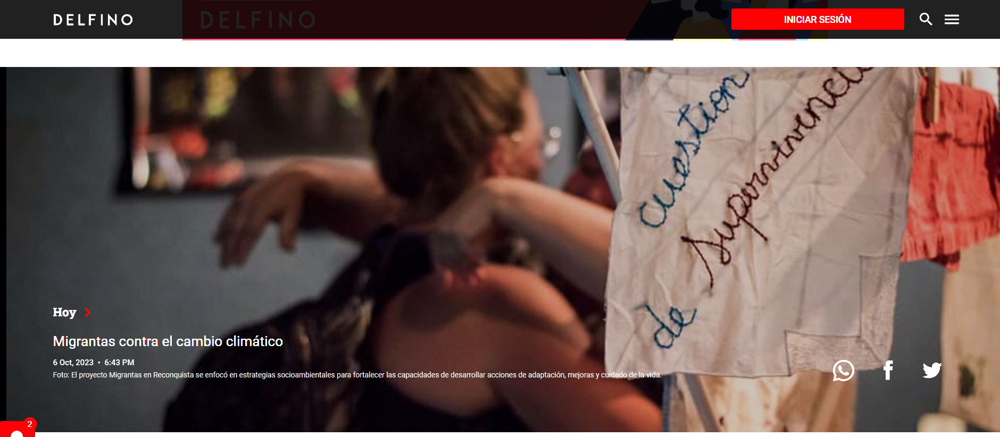 DELFINO
DELFINO
INICIAR SESIÓN
cuestion
de
supervivencia
Hoy
Migrantas contra el cambio climático
6 Oct, 2023 • 6:43 PM
Foto: El proyecto Migrantas en Reconquista se enfocó en estrategias socioambientales para fortalecer las capacidades de desarrollar acciones de adaptación, mejoras y cuidado de la vida.
2